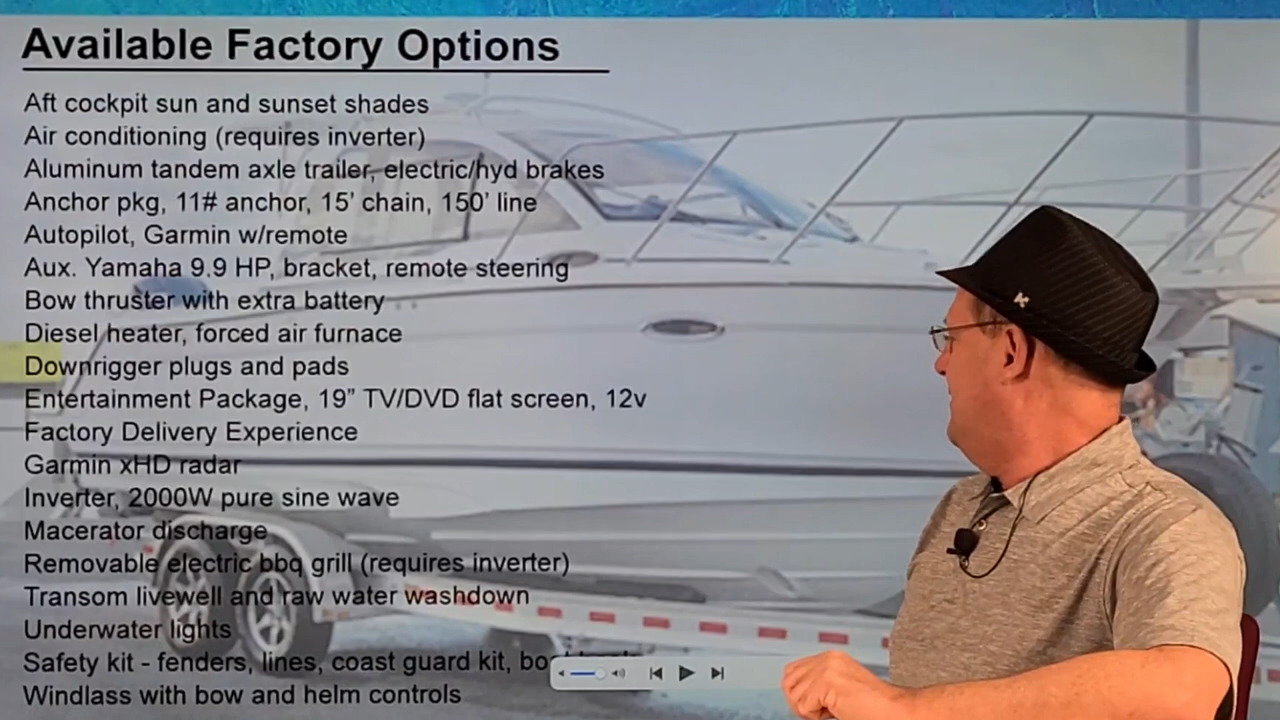 Available Factory Options
Aft cockpit sun and sunset shades
Air conditioning (requires inverter)
Aluminum tandem axle trailer, electric/hyd brakes
Anchor pkg, 11# anchor, 15’ chain, 150’ line
Autopilot, Garmin w/remote
Aux. Yamaha 9.9 HP, bracket, remote steering
Bow thruster with extra battery
Diesel heater, forced air furnace
Downrigger plugs and pads
Entertainment Package, 19” TV/DVD flat screen, 12v
Factory Delivery Experience
Garmin xHD radar
Inverter, 2000W pure sine wave
Macerator discharge
Removable electric bbq grill (requires inverter)
Transom livewell and raw water washdown
Underwater lights
Safety kit - fenders, lines, coast guard kit,
Windlass with bow and helm controls